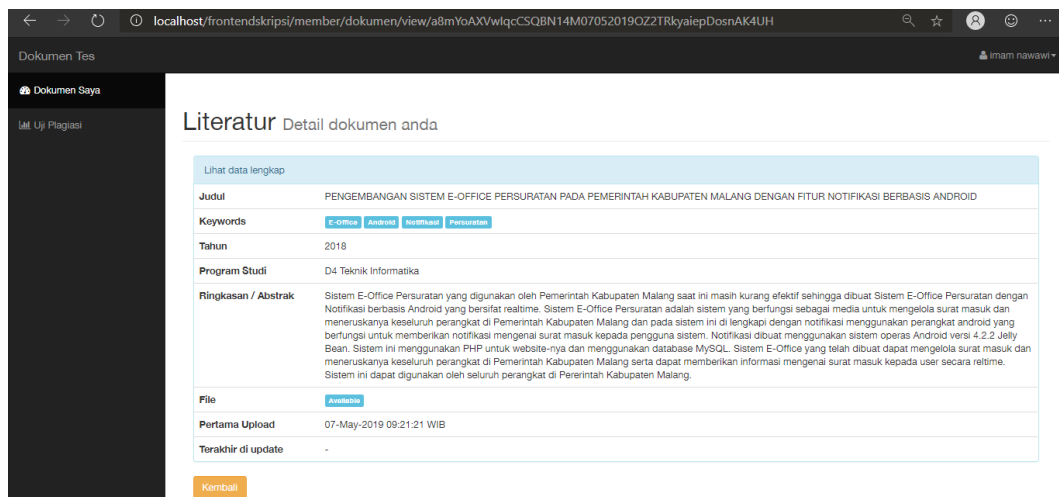 localhost/frontendskripsi/member/dokumen/view/a8mYoAXVwIqcCSQBN14M07052019OZ2TRkyaiepDosnAK4UH
Dokumen Tes
imam nawawi
Dokumen Saya
Uji Plagiasi
Literatur Detail dokumen anda
Lihat data lengkap
Judul PENGEMBANGAN SISTEM E-OFFICE PERSURATAN PADA PEMERINTAH KABUPATEN MALANG DENGAN FITUR NOTIFIKASI BERBASIS ANDROID
Keywords E-Office Android Notifikasi Persuratan
Tahun 2018
Program Studi D4 Teknik Informatika
Ringkasan / Abstrak Sistem E-Office Persuratan yang digunakan oleh Pemerintah Kabupaten Malang saat ini masih kurang efektif sehingga dibuat Sistem E-Office Persuratan dengan
Notifikasi berbasis Android yang bersifat realtime. Sistem E-Office Persuratan adalah sistem yang berfungsi sebagai media untuk mengelola surat masuk dan
meneruskanya keseluruh perangkat di Pemerintah Kabupaten Malang dan pada sistem ini di lengkapi dengan notifikasi menggunakan perangkat android yang
berfungsi untuk memberikan notifikasi mengenai surat masuk kepada pengguna sistem. Notifikasi dibuat menggunakan sistem operas Android versi 4.2.2 Jelly
Bean. Sistem ini menggunakan PHP untuk website-nya dan menggunakan database MySQL. Sistem E-Office yang telah dibuat dapat mengelola surat masuk dan
meneruskanya keseluruh perangkat di Pemerintah Kabupaten Malang serta dapat memberikan informasi mengenai surat masuk kepada user secara reltime.
Sistem ini dapat digunakan oleh seluruh perangkat di Pererintah Kabupaten Malang.
File Available
Pertama Upload 07-May-2019 09:21:21 WIB
Terakhir di update -
Kembali